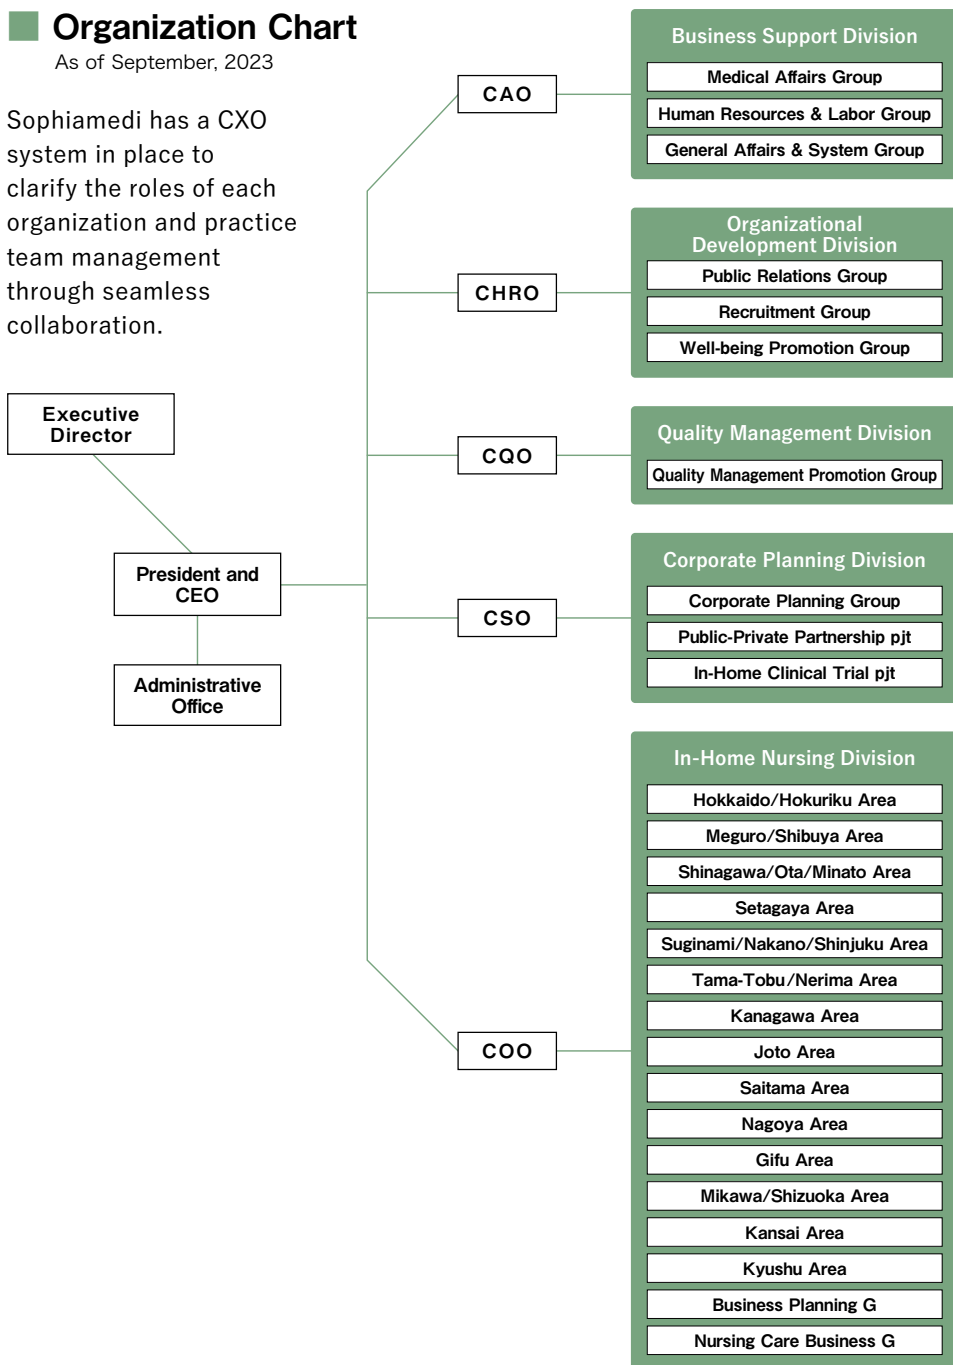 Organization Chart
As of September, 2023
Sophiamedi has a CXO
system in place to
clarify the roles of each
organization and practice
team management
through seamless
collaboration.
Executive
Director
President and
CEO
Administrative
Office
CAO
Business Support Division
Medical Affairs Group
Human Resources & Labor Group
General Affairs & System Group
CHRO
Organizational
Development Division
Public Relations Group
Recruitment Group
Well-being Promotion Group
CQO
Quality Management Division
Quality Management Promotion Group
CSO
Corporate Planning Division
Corporate Planning Group
Public-Private Partnership pjt
In-Home Clinical Trial pjt
COO
In-Home Nursing Division
Hokkaido/Hokuriku Area
Meguro/Shibuya Area
Shinagawa/Ota/Minato Area
Setagaya Area
Suginami/Nakano/Shinjuku Area
Tama-Tobu/Nerima Area
Kanagawa Area
Joto Area
Saitama Area
Nagoya Area
Gifu Area
Mikawa/Shizuoka Area
Kansai Area
Kyushu Area
Business Planning G
Nursing Care Business G